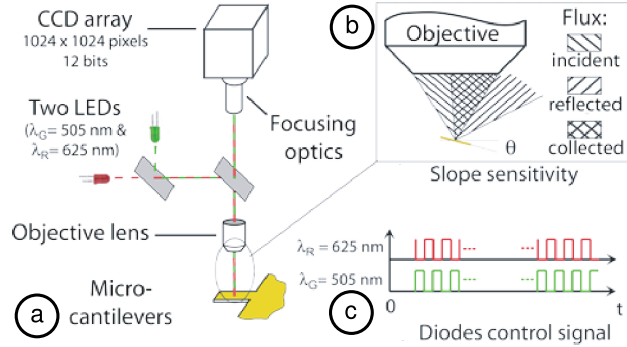 CCD array
1024 x 1024 pixels
12 bits
Two LEDs
(λG= 505 nm &
λR= 625 nm)
Focusing
optics
Objective lens
Micro-
cantilevers
a
b
Objective
θ
Slope sensitivity
Flux:
incident
reflected
collected
λR = 625 nm
λG= 505 nm
0
t
c
Diodes control signal